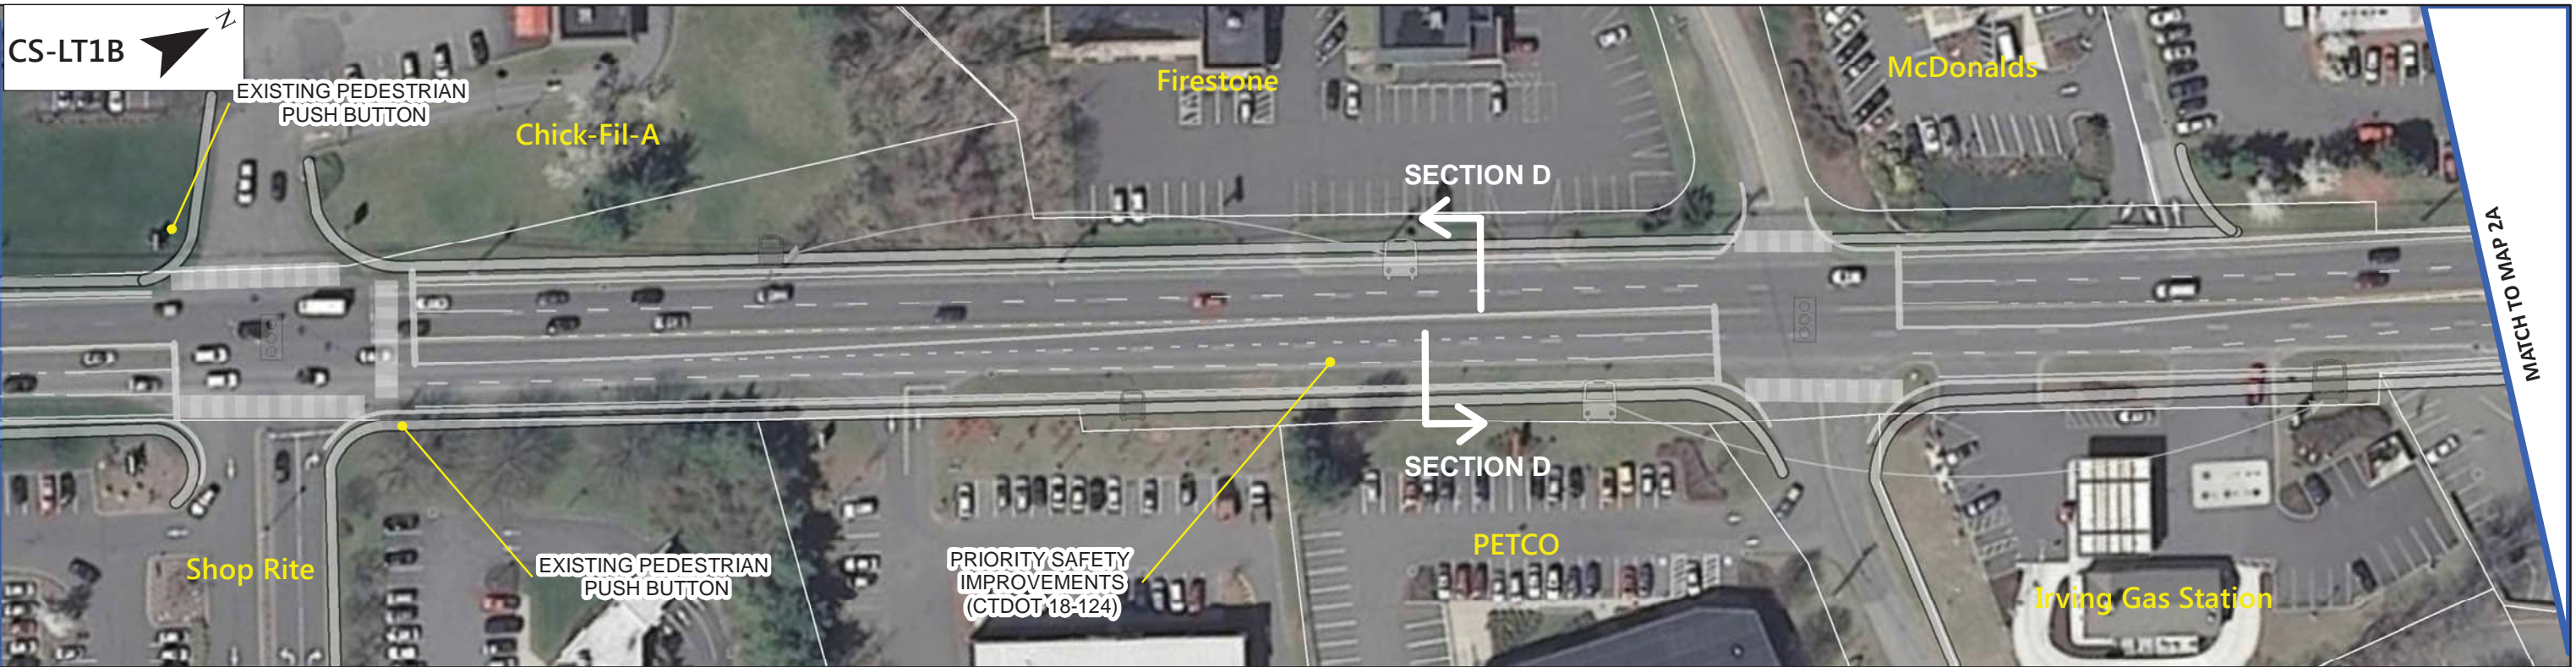 CS-LT1B
N
EXISTING PEDESTRIAN
PUSH BUTTON
Chick-Fil-A
Firestone
McDonalds
SECTION D
MATCH TO MAP 2A
SECTION D
Shop Rite
EXISTING PEDESTRIAN
PUSH BUTTON
PRIORITY SAFETY
IMPROVEMENTS
(CTDOT 18-124)
PETCO
Irving Gas Station